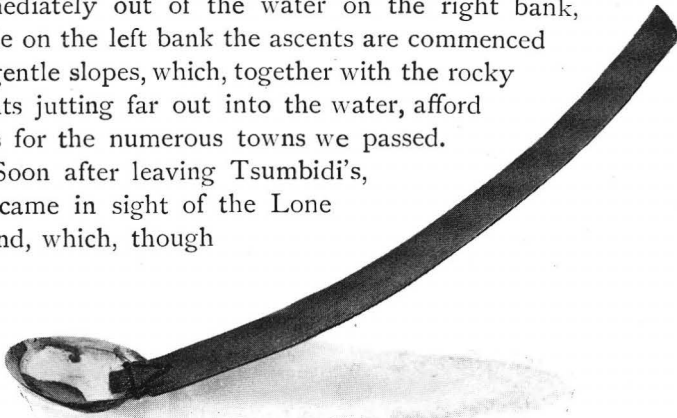 mediately out of the water on the right bank,
e on the left bank the ascents are commenced
gentle slopes, which, together with the rocky
ts jutting far out into the water, afford
s for the numerous towns we passed.
Soon after leaving Tsumbidi's,
came in sight of the Lone
nd, which, though